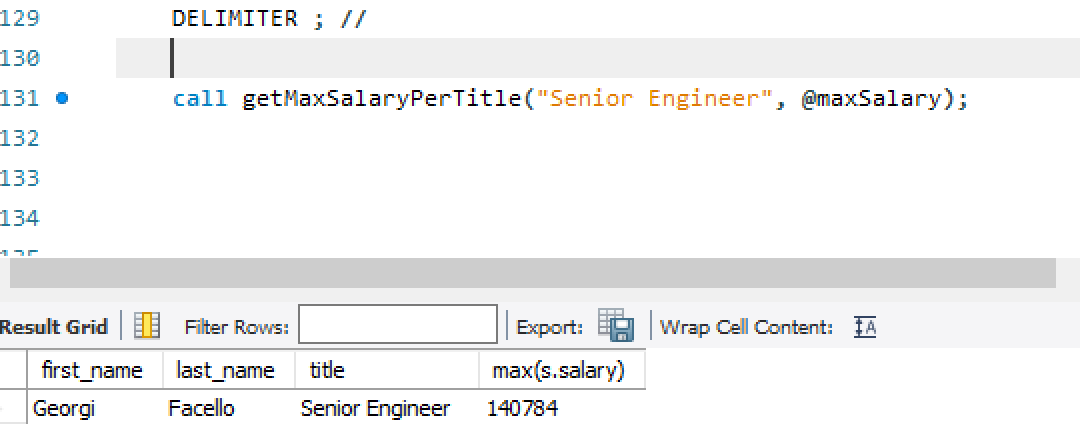 129 DELIMITER ; //
130
131 call getMaxSalaryPerTitle("Senior Engineer", @maxSalary);
132
133
134
Result Grid Filter Rows: Export: Wrap Cell Content: IA
first_name last_name title max(s.salary)
Georgi Facello Senior Engineer 140784